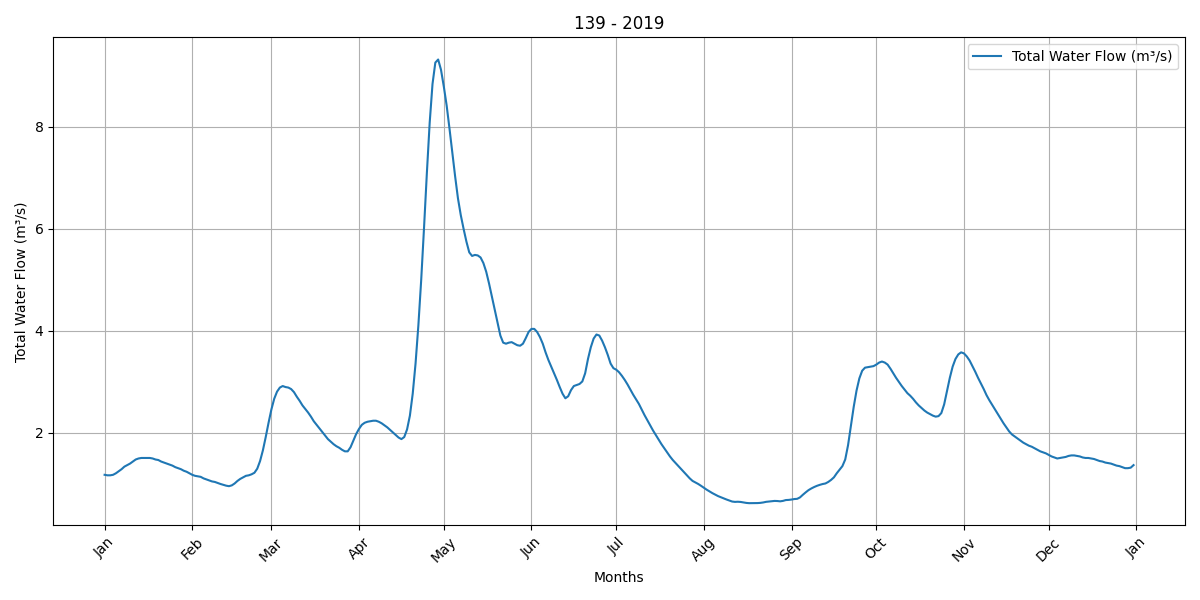 139 - 2019
Total Water Flow (m³/s)
Total Water Flow (m³/s)
8
6
4
2
Jan
Feb
Mar
Apr
May
Jun
Jul
Aug
Sep
Oct
Nov
Dec
Jan
Months